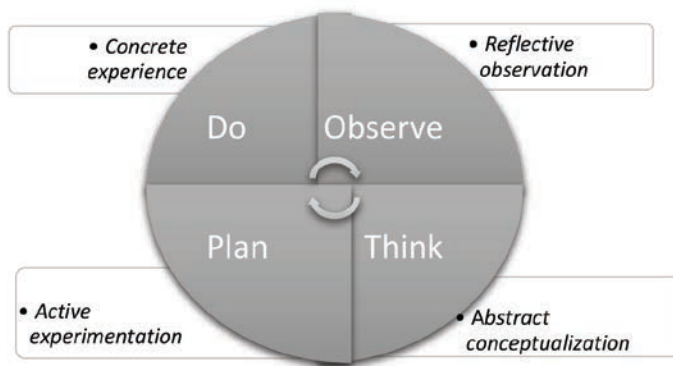 • Concrete
experience
• Reflective
observation
Do
Observe
Plan
Think
• Active
experimentation
• Abstract
conceptualization